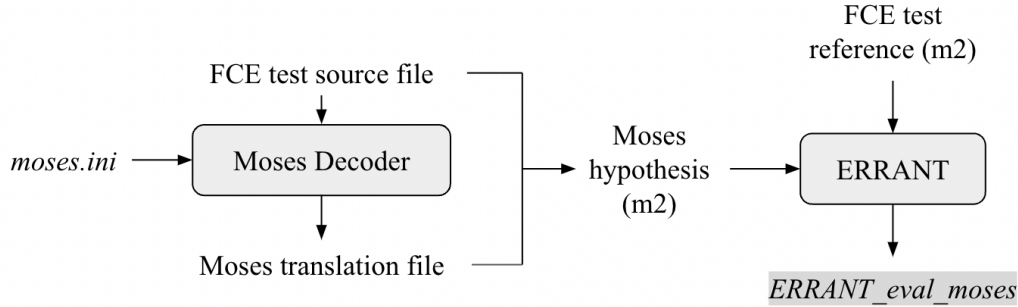 FCE test source file
moses.ini
Moses Decoder
Moses translation file
Moses
hypothesis
(m2)
FCE test
reference (m2)
ERRANT
ERRANT_eval_moses